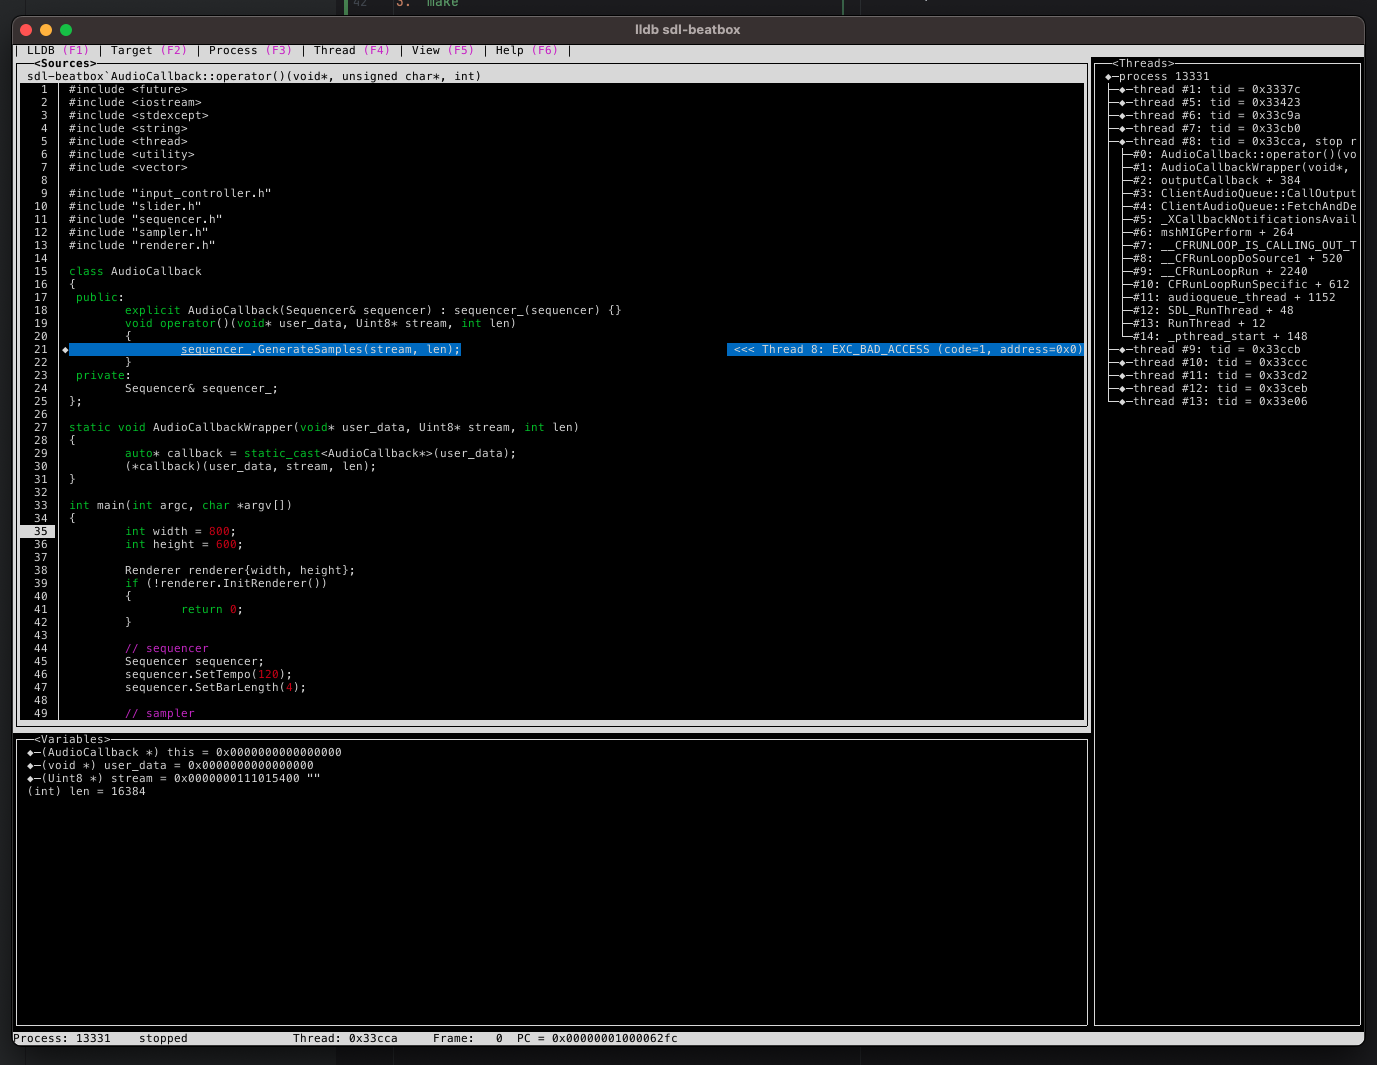 42 3. make
lldb sdl-beatbox
| LLDB (F1) | Target (F2) | Process (F3) | Thread (F4) | View (F5) | Help (F6) |
<Sources>
sdl-beatbox`AudioCallback::operator()(void*, unsigned char*, int)
1 #include <future>
2 #include <iostream>
3 #include <stdexcept>
4 #include <string>
5 #include <thread>
6 #include <utility>
7 #include <vector>
8
9 #include "input_controller.h"
10 #include "slider.h"
11 #include "sequencer.h"
12 #include "sampler.h"
13 #include "renderer.h"
14
15 class AudioCallback
16 {
17 public:
18 explicit AudioCallback(Sequencer& sequencer) : sequencer_(sequencer) {}
19 void operator()(void* user_data, Uint8* stream, int len)
20 {
21 ◆ sequencer_.GenerateSamples(stream, len); <<< Thread 8: EXC_BAD_ACCESS (code=1, address=0x0)
22 }
23 private:
24 Sequencer& sequencer_;
25 };
26
27 static void AudioCallbackWrapper(void* user_data, Uint8* stream, int len)
28 {
29 auto* callback = static_cast<AudioCallback*>(user_data);
30 (*callback)(user_data, stream, len);
31 }
32
33 int main(int argc, char *argv[])
34 {
35 int width = 800;
36 int height = 600;
37
38 Renderer renderer{width, height};
39 if (!renderer.InitRenderer())
40 {
41 return 0;
42 }
43
44 // sequencer
45 Sequencer sequencer;
46 sequencer.SetTempo(120);
47 sequencer.SetBarLength(4);
48
49 // sampler
<Threads>
◆─process 13331
◆─thread #1: tid = 0x3337c
◆─thread #5: tid = 0x33423
◆─thread #6: tid = 0x33c9a
◆─thread #7: tid = 0x33cb0
◆─thread #8: tid = 0x33cca, stop r
#0: AudioCallback::operator()(vo
#1: AudioCallbackWrapper(void*,
#2: outputCallback + 384
#3: ClientAudioQueue::CallOutput
#4: ClientAudioQueue::FetchAndDe
#5: _XCallbackNotificationsAvail
#6: mshMIGPerform + 264
#7: __CFRUNLOOP_IS_CALLING_OUT_T
#8: __CFRunLoopDoSource1 + 520
#9: __CFRunLoopRun + 2240
#10: CFRunLoopRunSpecific + 612
#11: audioqueue_thread + 1152
#12: SDL_RunThread + 48
#13: RunThread + 12
#14: _pthread_start + 148
◆─thread #9: tid = 0x33ccb
◆─thread #10: tid = 0x33ccc
◆─thread #11: tid = 0x33cd2
◆─thread #12: tid = 0x33ceb
◆─thread #13: tid = 0x33e06
<Variables>
◆─(AudioCallback *) this = 0x0000000000000000
◆─(void *) user_data = 0x0000000000000000
◆─(Uint8 *) stream = 0x0000000111015400 ""
(int) len = 16384
Process: 13331 stopped Thread: 0x33cca Frame: 0 PC = 0x00000001000062fc